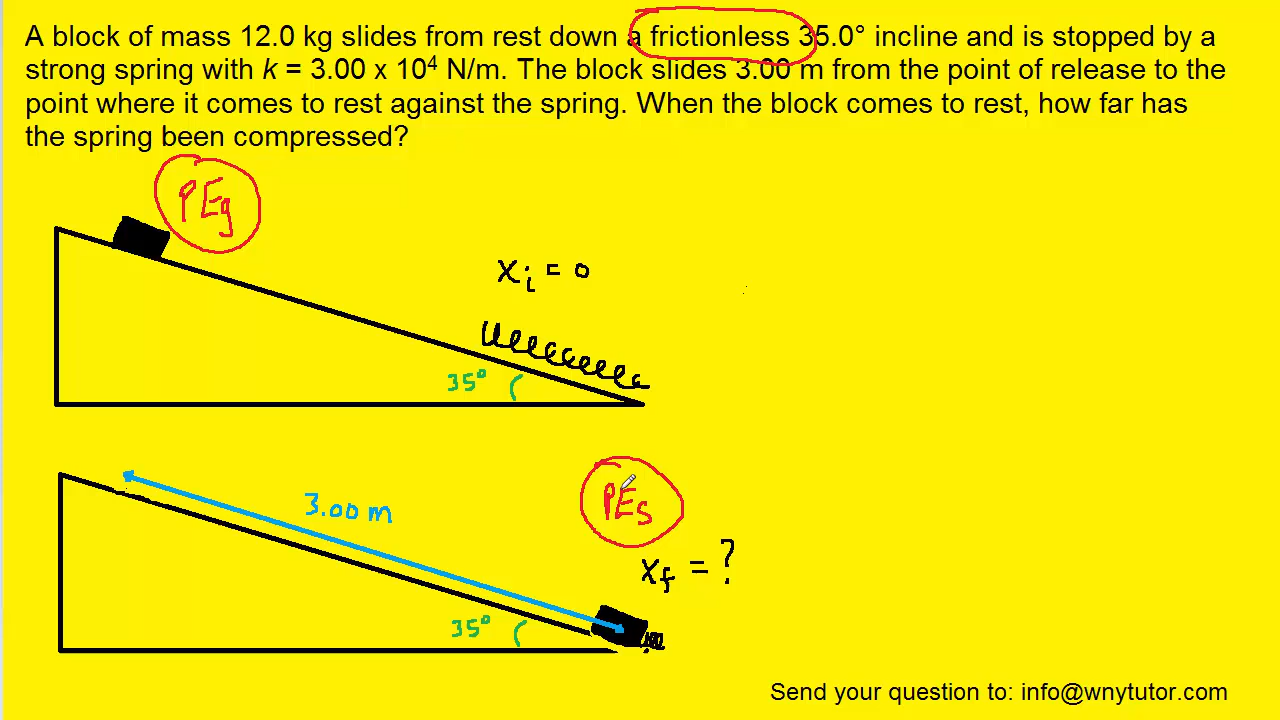 A block of mass 12.0 kg slides from rest down a frictionless 35.0° incline and is stopped by a
strong spring with k = 3.00 x 10⁴ N/m. The block slides 3.00 m from the point of release to the
point where it comes to rest against the spring. When the block comes to rest, how far has
the spring been compressed?
PEg
xᵢ = 0
35°
3.00 m
PEs
x_f = ?
35°
Send your question to: info@wnytutor.com